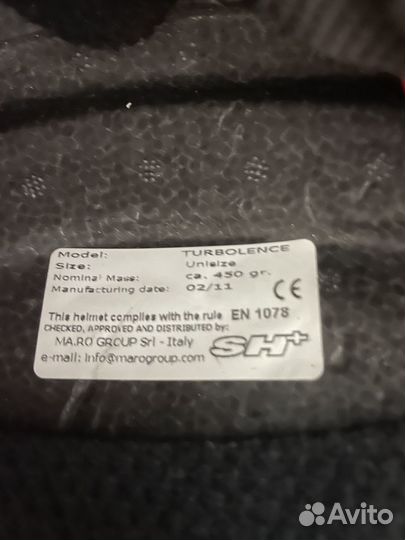 Model: TURBOLENCE
Size: Unisize
Nominal Mass: ca. 450 gr.
Manufacturing date: 02/11
CE
This helmet complies with the rule EN 1078
CHECKED, APPROVED AND DISTRIBUTED by:
MA.RO GROUP Srl - Italy
e-mail: info@marogroup.com
SH+
Avito